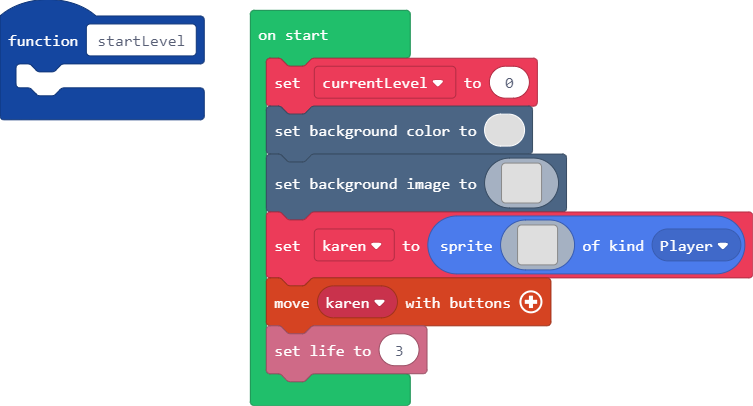 function startLevel
on start
set currentLevel to 0
set background color to
set background image to
set karen to sprite of kind Player
move karen with buttons
set life to 3